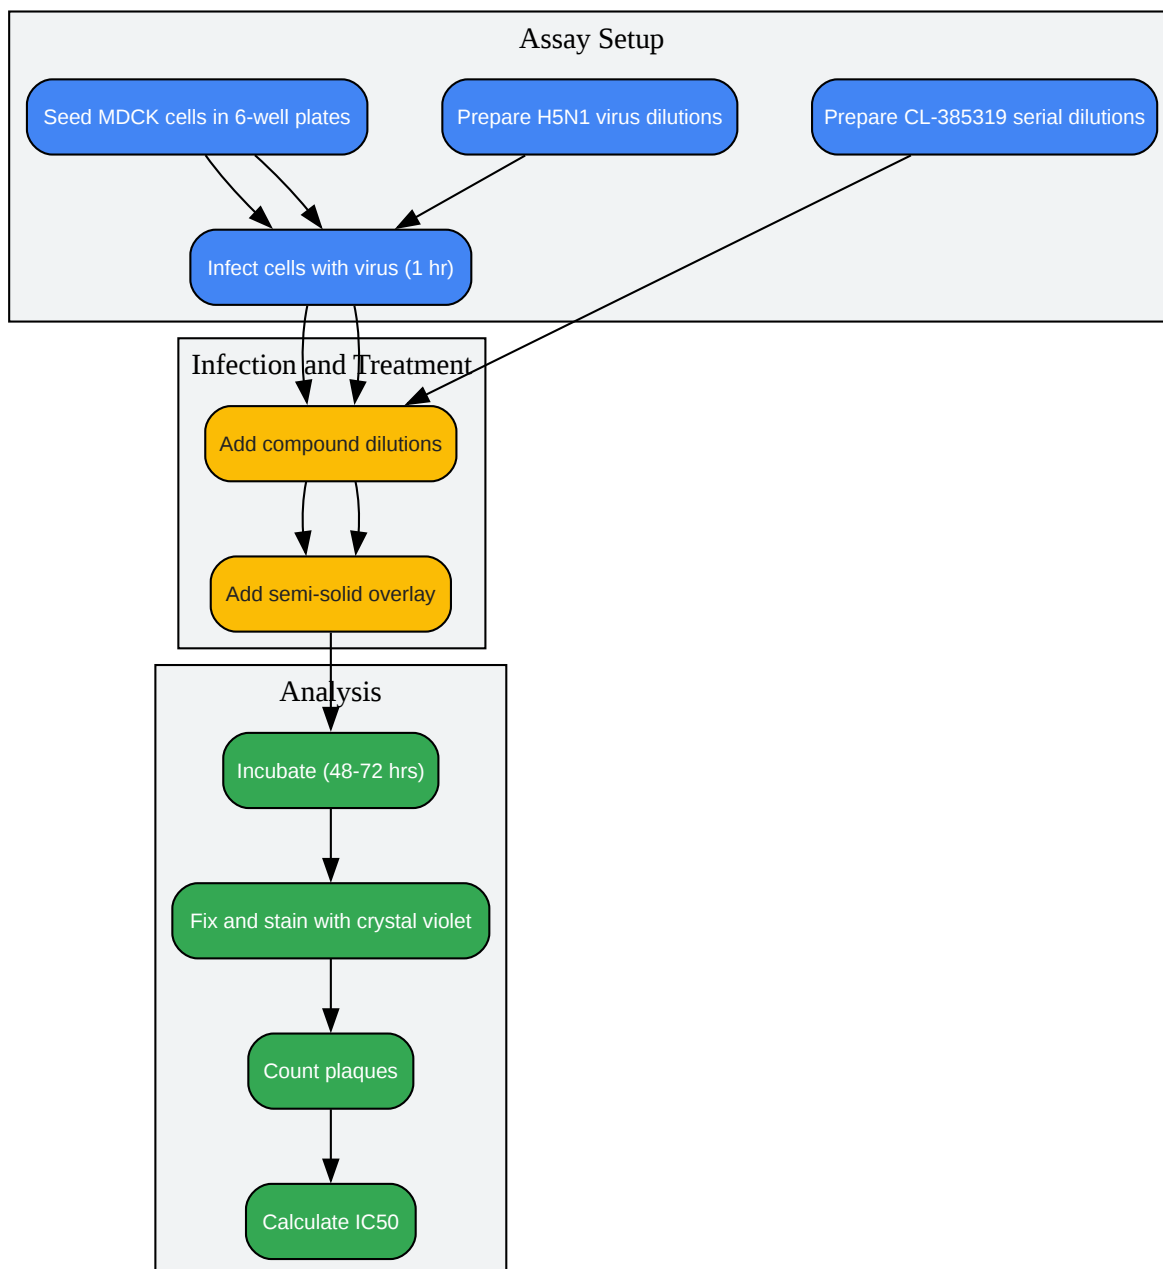 Assay Setup
Seed MDCK cells in 6-well plates
Prepare H5N1 virus dilutions
Prepare CL-385319 serial dilutions
Infect cells with virus (1 hr)
Infection and Treatment
Add compound dilutions
Add semi-solid overlay
Analysis
Incubate (48-72 hrs)
Fix and stain with crystal violet
Count plaques
Calculate IC50